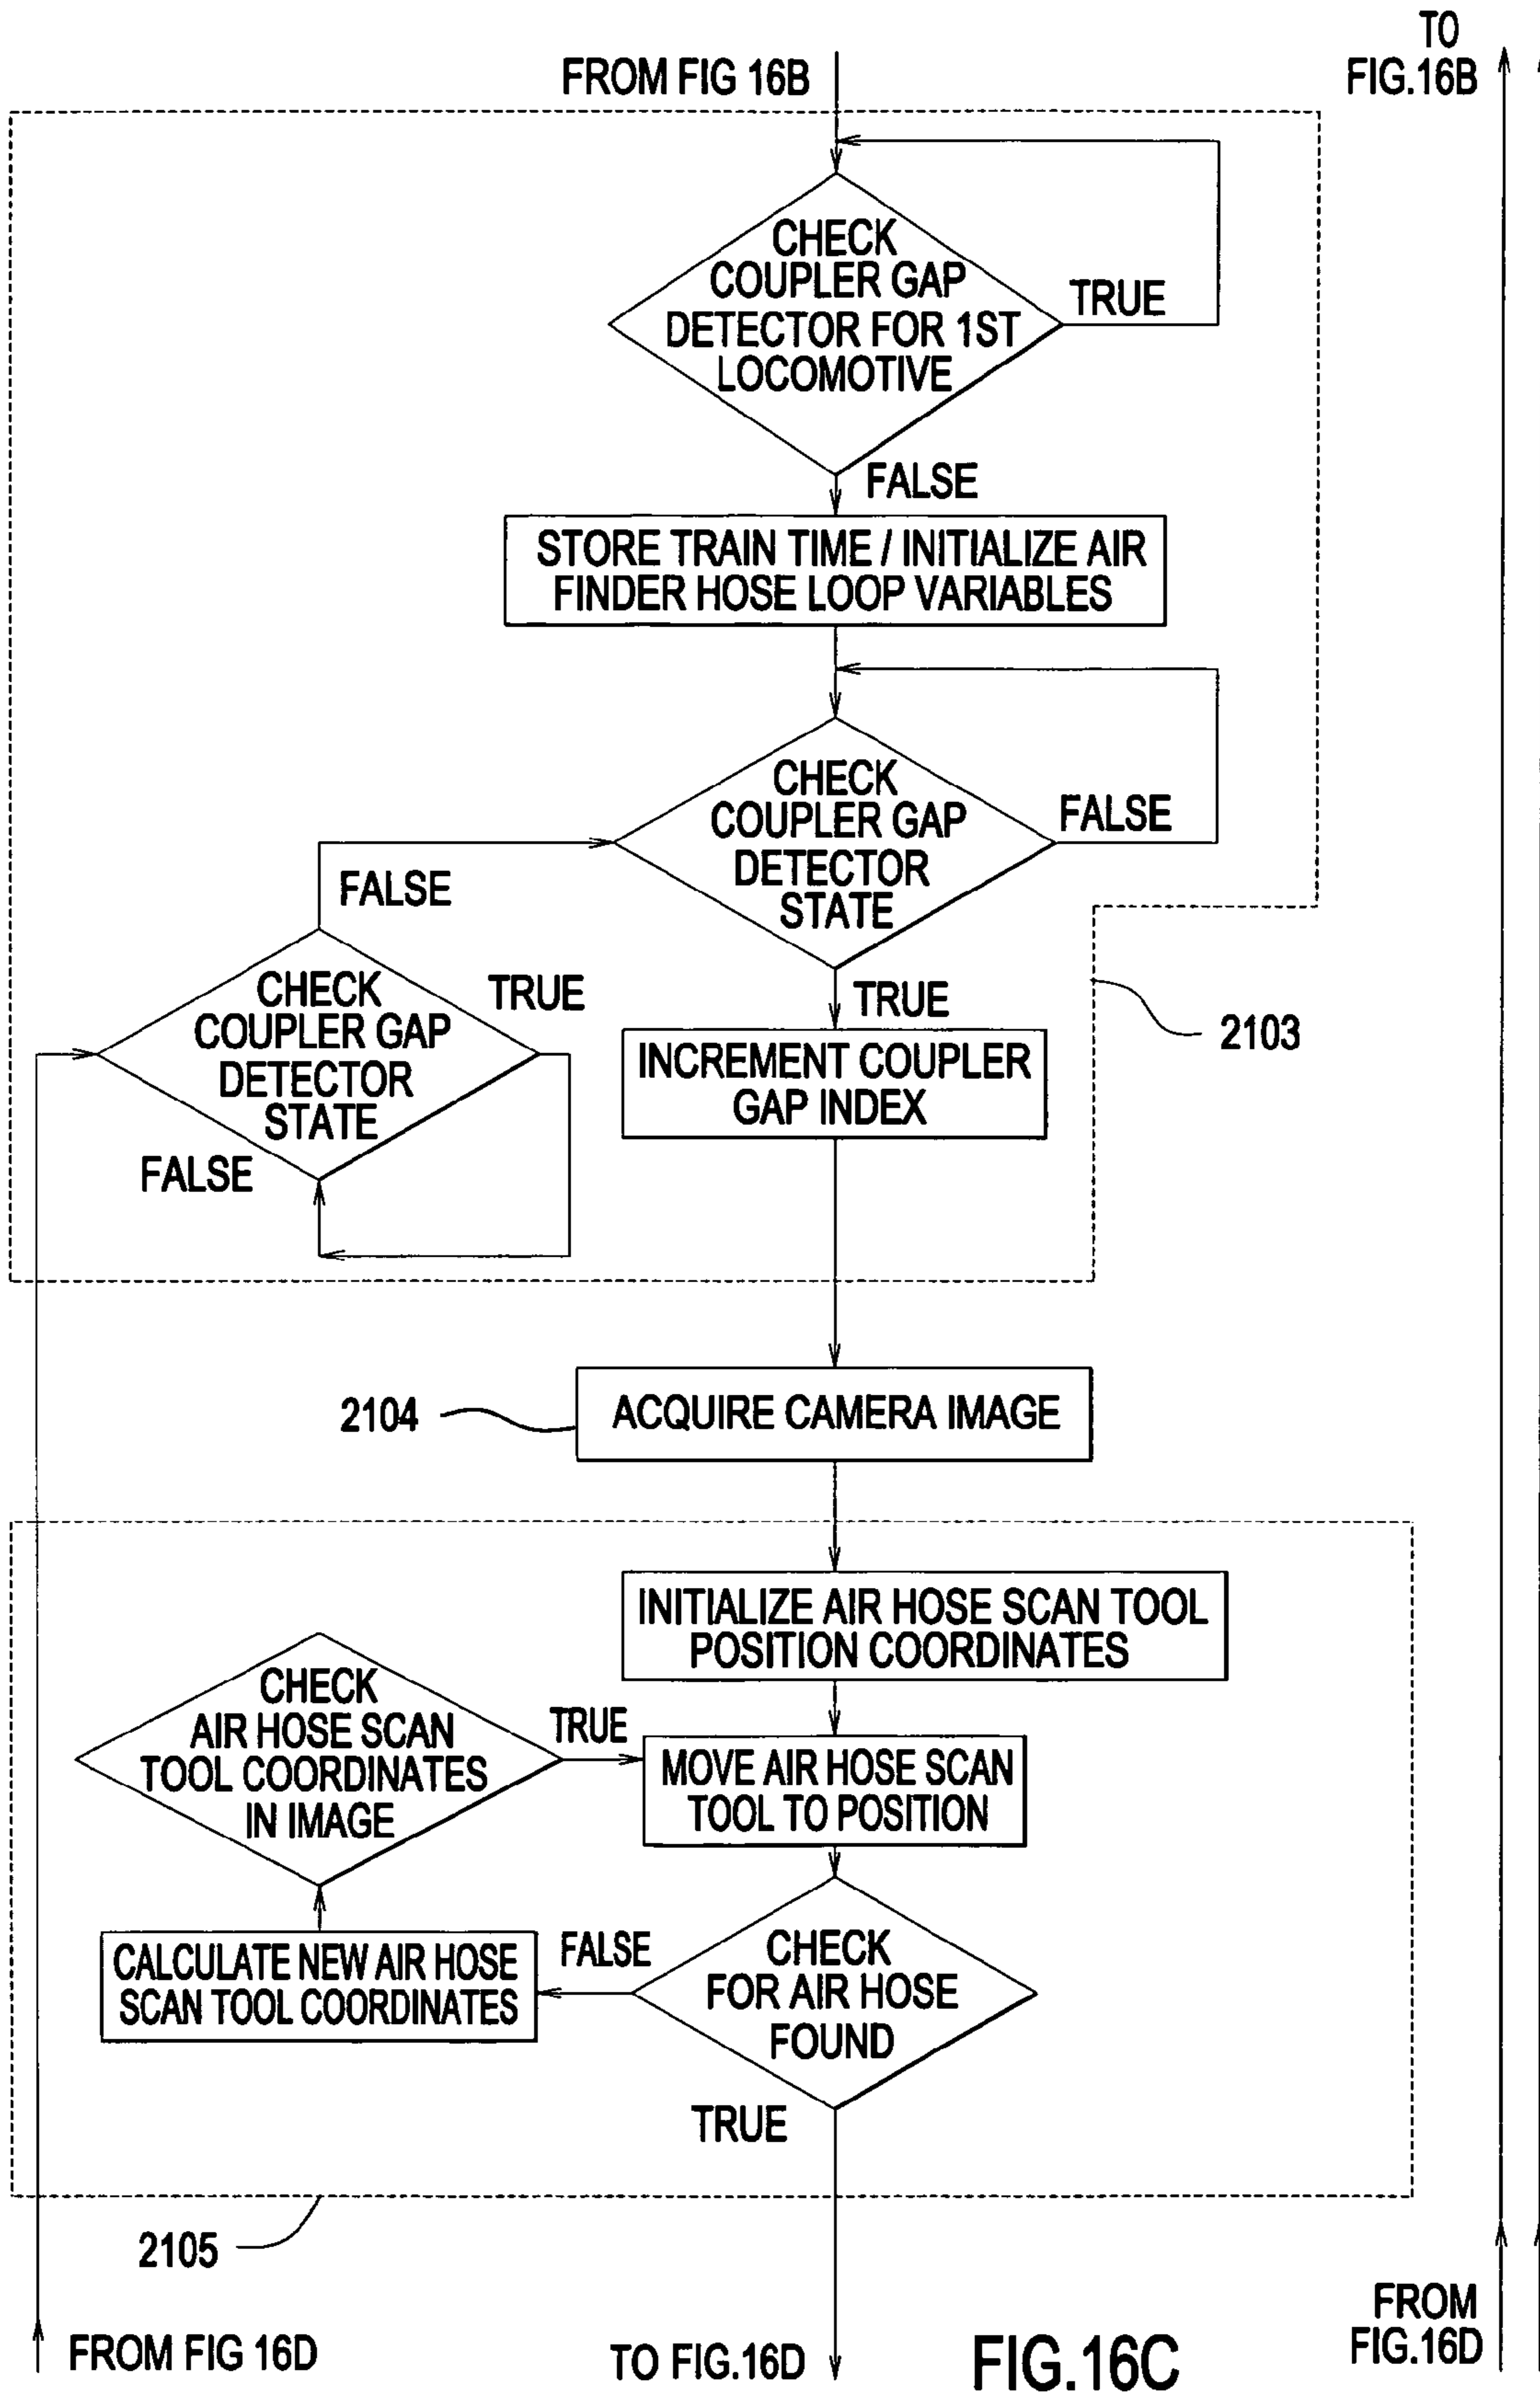 TO
FIG.16B
FROM FIG 16B
CHECK
COUPLER GAP
DETECTOR FOR 1ST
LOCOMOTIVE
TRUE
FALSE
STORE TRAIN TIME / INITIALIZE AIR
FINDER HOSE LOOP VARIABLES
CHECK
COUPLER GAP
DETECTOR
STATE
FALSE
FALSE
CHECK
COUPLER GAP
DETECTOR
STATE
TRUE
FALSE
TRUE
INCREMENT COUPLER
GAP INDEX
2103
2104
ACQUIRE CAMERA IMAGE
INITIALIZE AIR HOSE SCAN TOOL
POSITION COORDINATES
CHECK
AIR HOSE SCAN
TOOL COORDINATES
IN IMAGE
TRUE
MOVE AIR HOSE SCAN
TOOL TO POSITION
CALCULATE NEW AIR HOSE
SCAN TOOL COORDINATES
FALSE
CHECK
FOR AIR HOSE
FOUND
TRUE
2105
FROM FIG 16D
TO FIG.16D
FIG.16C
FROM
FIG.16D